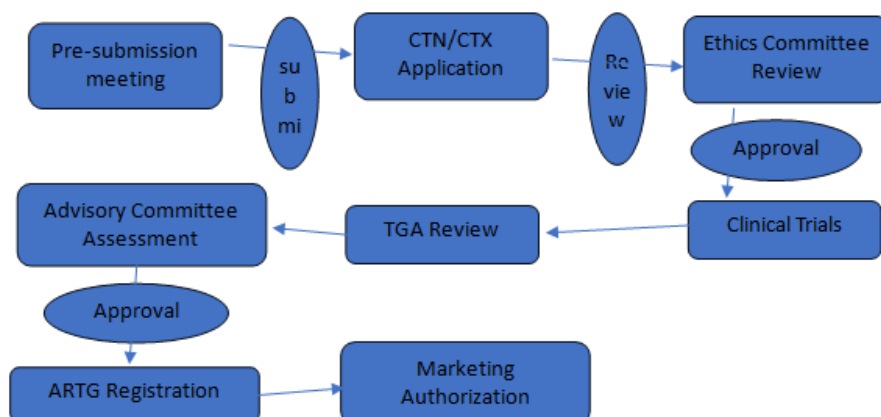 Pre-submission
meeting
su
b
mi
CTN/CTX
Application
Re
vie
w
Ethics Committee
Review
Approval
Advisory Committee
Assessment
TGA Review
Clinical Trials
Approval
ARTG Registration
Marketing
Authorization